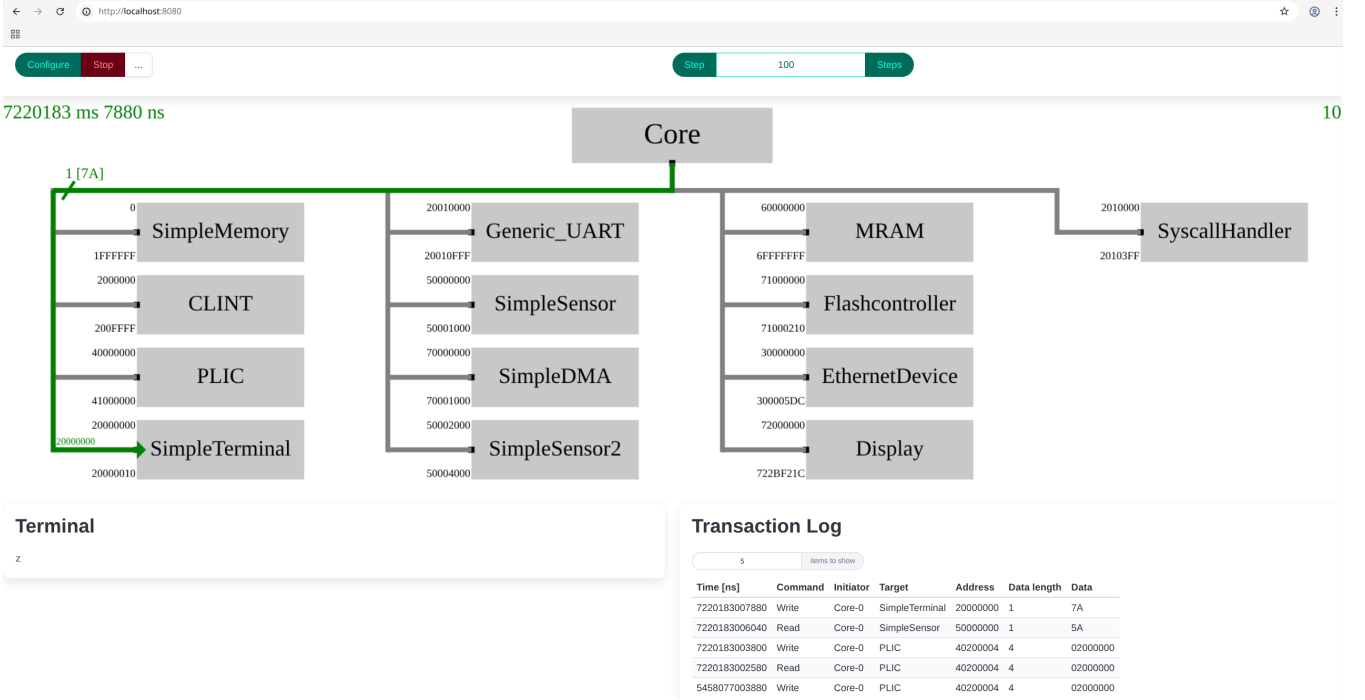 http://localhost:8080
Configure Stop ... Step 100 Steps
7220183 ms 7880 ns 10
Core
1 [7A]
0 SimpleMemory 1FFFFFF
20010000 Generic_UART 20010FFF
60000000 MRAM 6FFFFFFF
2010000 SyscallHandler 20103FF
2000000 CLINT 200FFFF
50000000 SimpleSensor 50001000
71000000 Flashcontroller 71000210
40000000 PLIC 41000000
70000000 SimpleDMA 70001000
30000000 EthernetDevice 300005DC
20000000 20000000 SimpleTerminal 20000010
50002000 SimpleSensor2 50004000
72000000 Display 722BF21C
Terminal
z
Transaction Log
5 items to show
Time [ns] Command Initiator Target Address Data length Data
7220183007880 Write Core-0 SimpleTerminal 20000000 1 7A
7220183006040 Read Core-0 SimpleSensor 50000000 1 5A
7220183003800 Write Core-0 PLIC 40200004 4 02000000
7220183002580 Read Core-0 PLIC 40200004 4 02000000
5458077003880 Write Core-0 PLIC 40200004 4 02000000